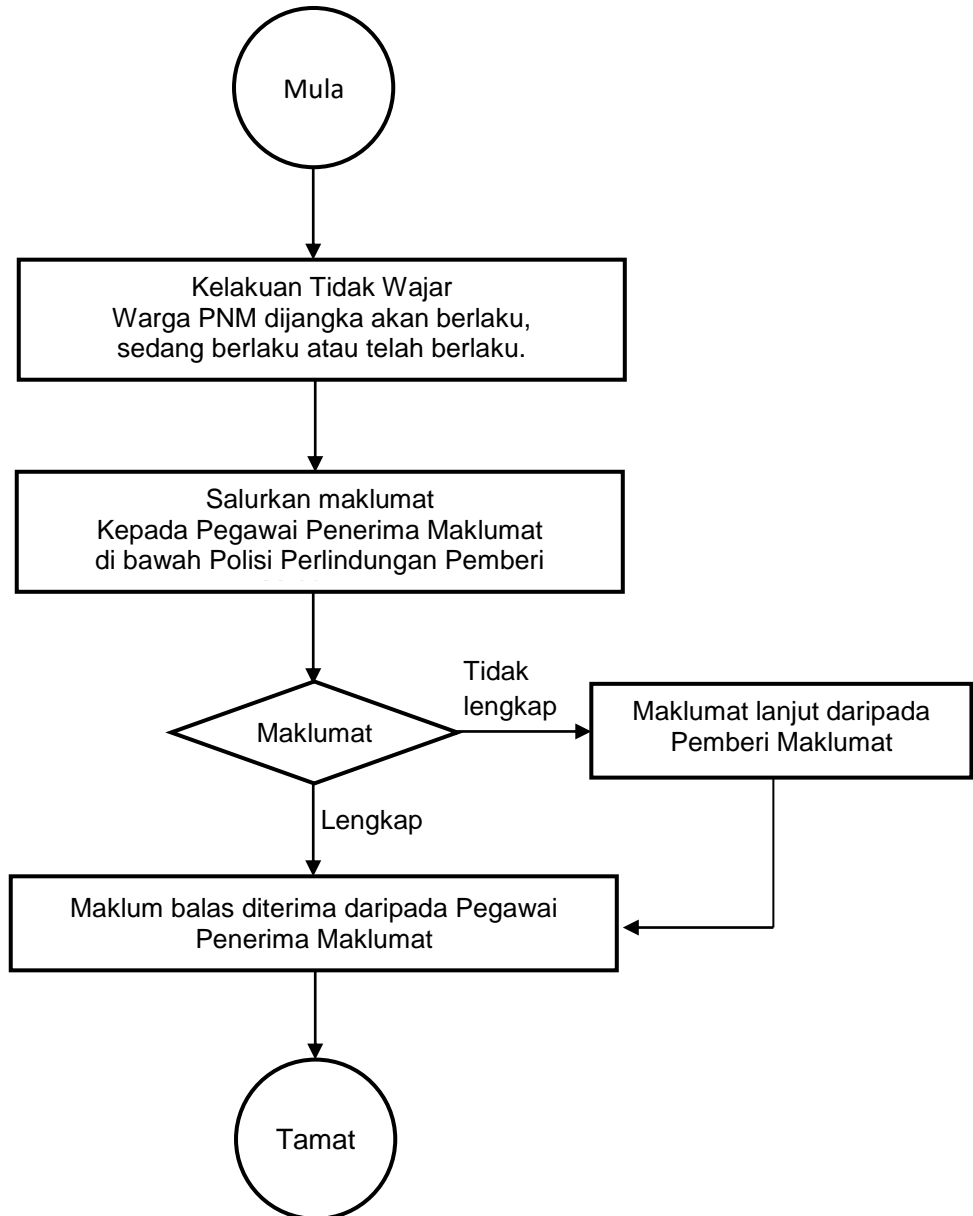 Mula
Kelakuan Tidak Wajar
Warga PNM dijangka akan berlaku,
sedang berlaku atau telah berlaku.
Salurkan maklumat
Kepada Pegawai Penerima Maklumat
di bawah Polisi Perlindungan Pemberi
Tidak
lengkap
Maklumat
Maklumat lanjut daripada
Pemberi Maklumat
Lengkap
Maklum balas diterima daripada Pegawai
Penerima Maklumat
Tamat